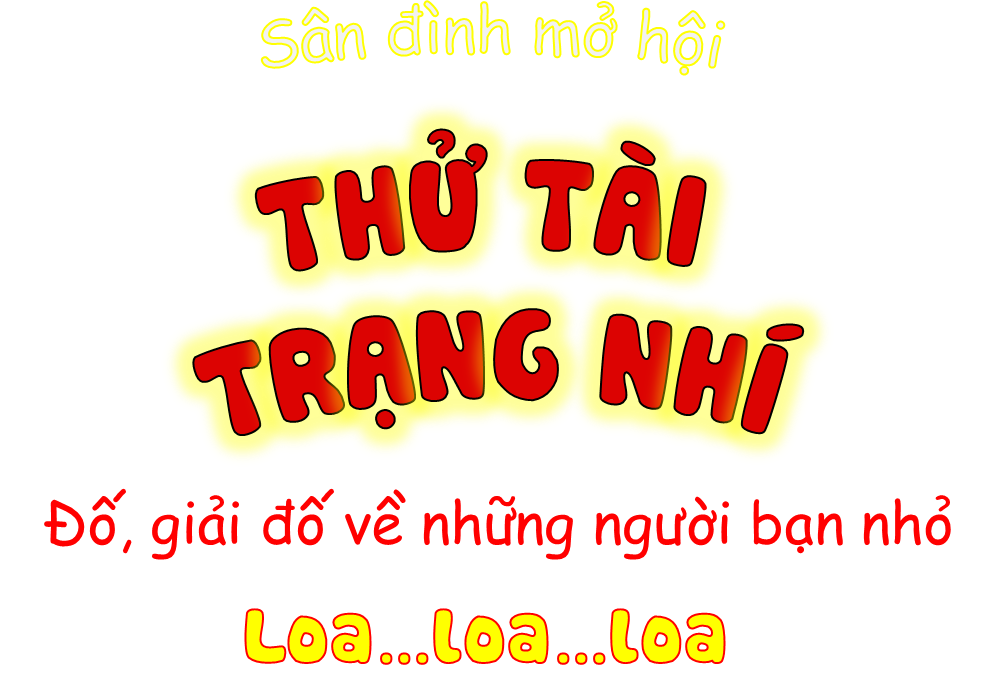 Sân đình mở hội
THỬ TÀI
TRẠNG NHÍ
Đố, giải đố về những người bạn nhỏ
Loa...loa...loa